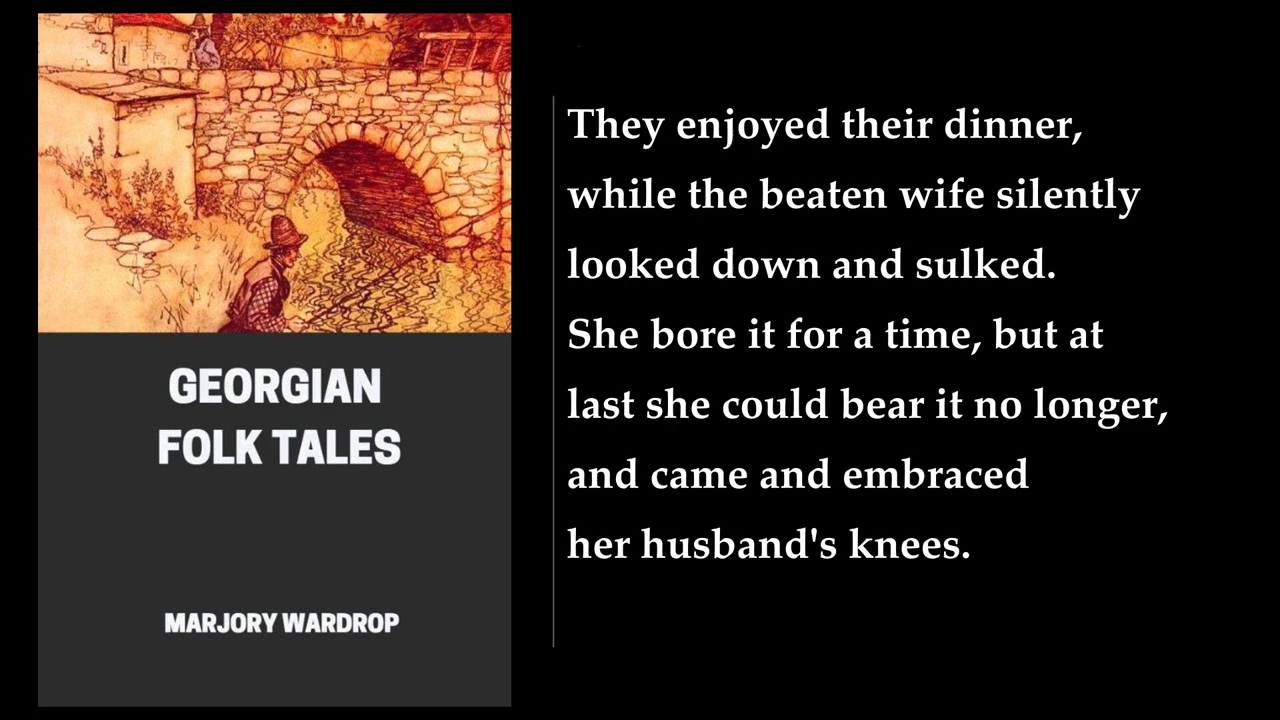 GEORGIAN
FOLK TALES
MARJORY WARDROP
They enjoyed their dinner,
while the beaten wife silently
looked down and sulked.
She bore it for a time, but at
last she could bear it no longer,
and came and embraced
her husband's knees.